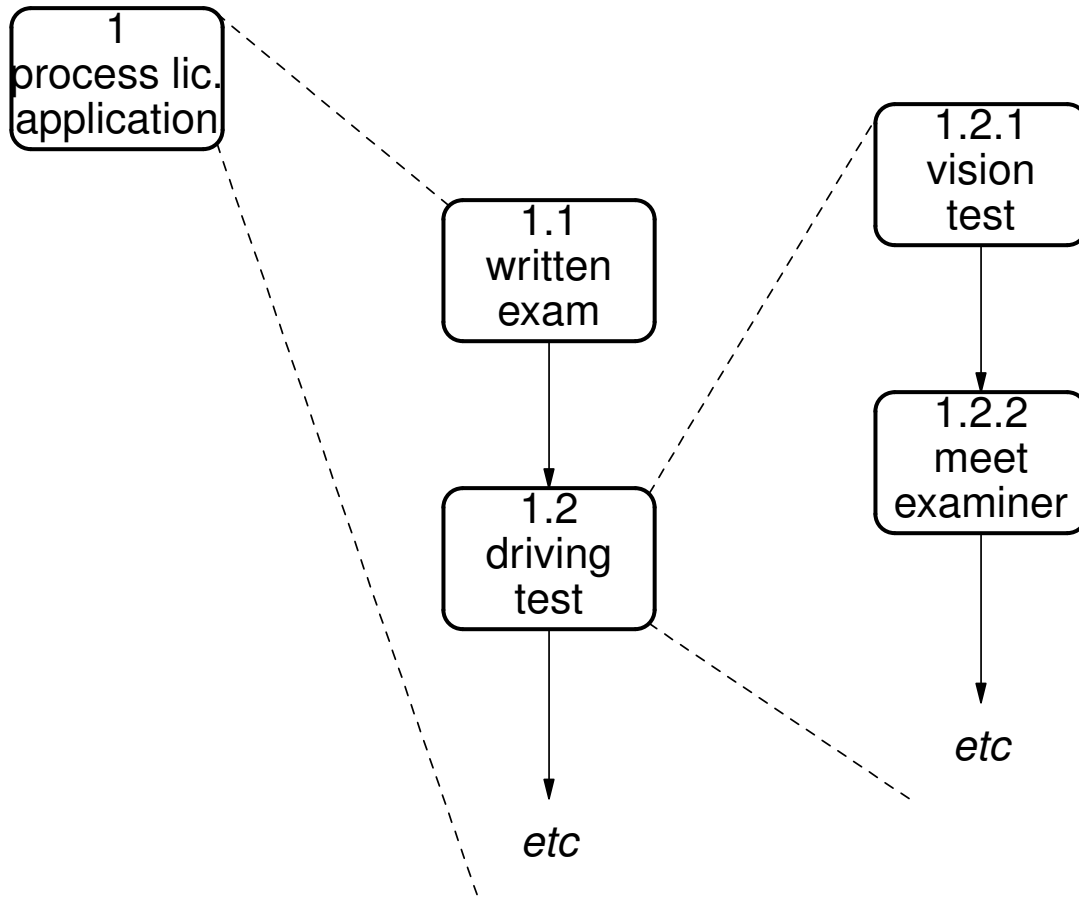 1
process lic.
application
1.1
written
exam
1.2
driving
test
etc
1.2.1
vision
test
1.2.2
meet
examiner
etc